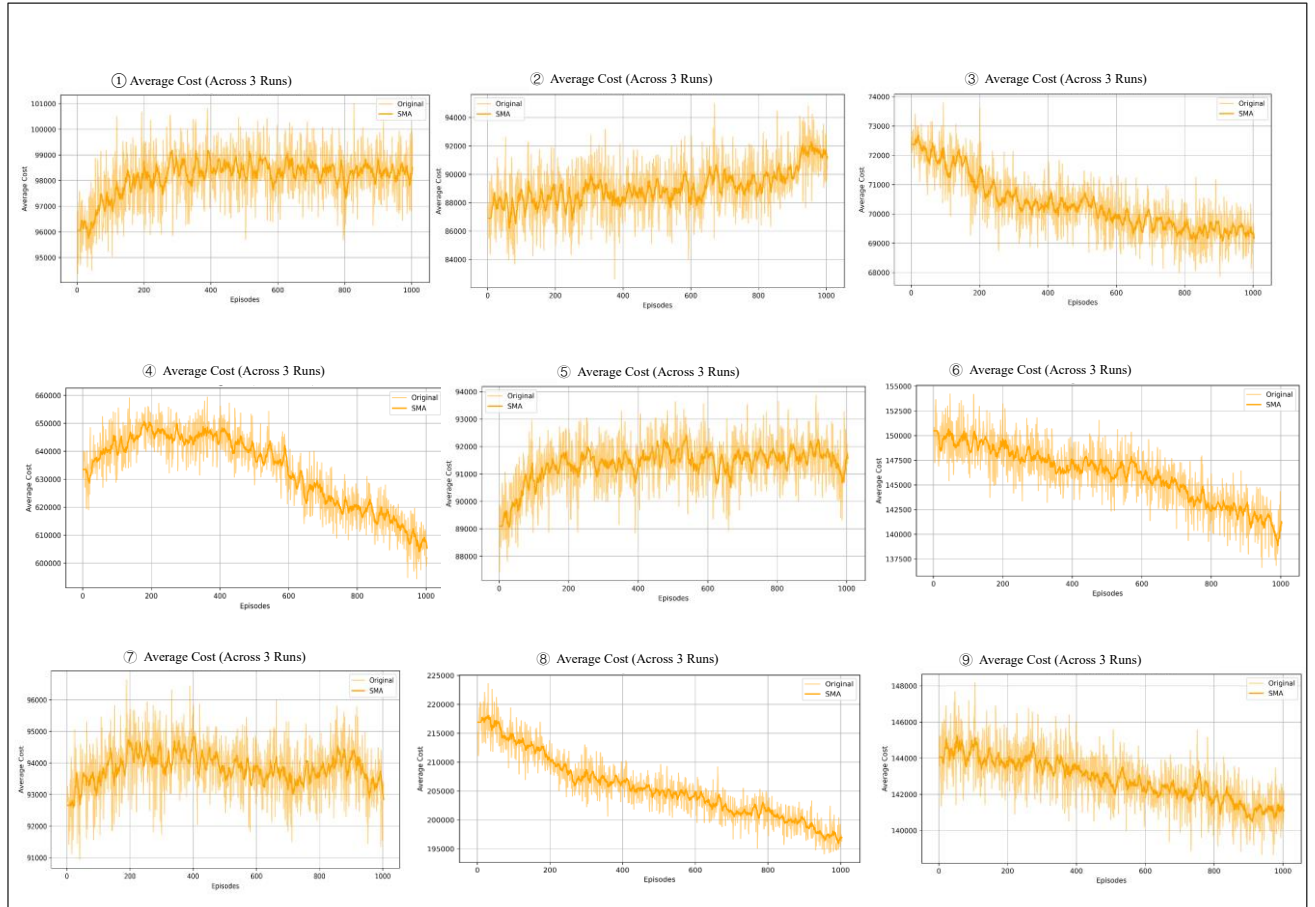 ① Average Cost (Across 3 Runs)
② Average Cost (Across 3 Runs)
③ Average Cost (Across 3 Runs)
101000
100000
99000
98000
97000
96000
95000
Average Cost
Original
SMA
0 200 400 600 800 1000
Episodes
94000
92000
90000
88000
86000
84000
Average Cost
Original
SMA
0 200 400 600 800 1000
Episodes
74000
73000
72000
71000
70000
69000
68000
Average Cost
Original
SMA
0 200 400 600 800 1000
Episodes
④ Average Cost (Across 3 Runs)
⑤ Average Cost (Across 3 Runs)
⑥ Average Cost (Across 3 Runs)
660000
650000
640000
630000
620000
610000
600000
Average Cost
Original
SMA
0 200 400 600 800 1000
Episodes
94000
93000
92000
91000
90000
89000
88000
Average Cost
Original
SMA
0 200 400 600 800 1000
Episodes
155000
152500
150000
147500
145000
142500
140000
137500
Average Cost
Original
SMA
0 200 400 600 800 1000
Episodes
⑦ Average Cost (Across 3 Runs)
⑧ Average Cost (Across 3 Runs)
⑨ Average Cost (Across 3 Runs)
96000
95000
94000
93000
92000
91000
Average Cost
Original
SMA
0 200 400 600 800 1000
Episodes
225000
220000
215000
210000
205000
200000
195000
Average Cost
Original
SMA
0 200 400 600 800 1000
Episodes
148000
146000
144000
142000
140000
Average Cost
Original
SMA
0 200 400 600 800 1000
Episodes